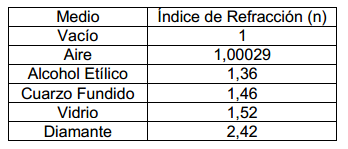 Medio Índice de Refracción (n)
Vacío 1
Aire 1,00029
Alcohol Etílico 1,36
Cuarzo Fundido 1,46
Vidrio 1,52
Diamante 2,42